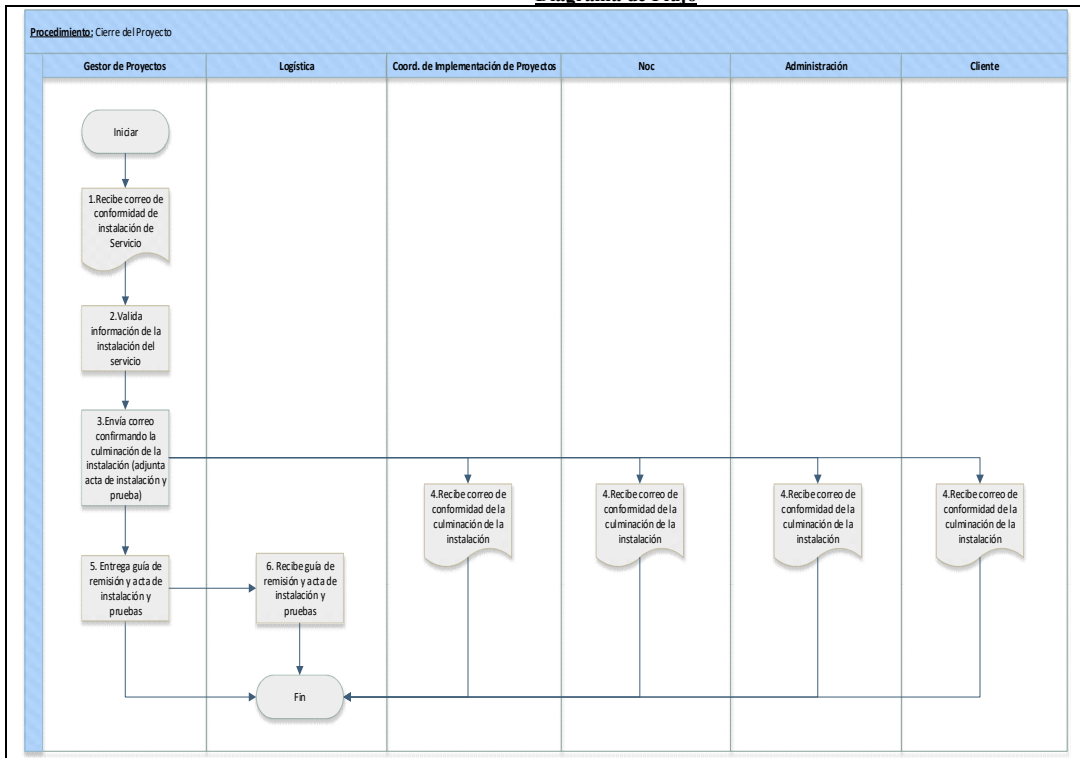 Diagrama de Flujo
Procedimiento: Cierre del Proyecto
Gestor de Proyectos
Logística
Coord. de Implementación de Proyectos
Noc
Administración
Cliente
Iniciar
1.Recibe correo de
conformidad de
instalación de
Servicio
2.Valida
información de la
instalación del
servicio
3.Envía correo
confirmando la
culminación de la
instalación (adjunta
acta de instalación y
prueba)
4.Recibe correo de
conformidad de la
culminación de la
instalación
4.Recibe correo de
conformidad de la
culminación de la
instalación
4.Recibe correo de
conformidad de la
culminación de la
instalación
4.Recibe correo de
conformidad de la
culminación de la
instalación
5. Entrega guía de
remisión y acta de
instalación y
pruebas
6. Recibe guía de
remisión y acta de
instalación y
pruebas
Fin